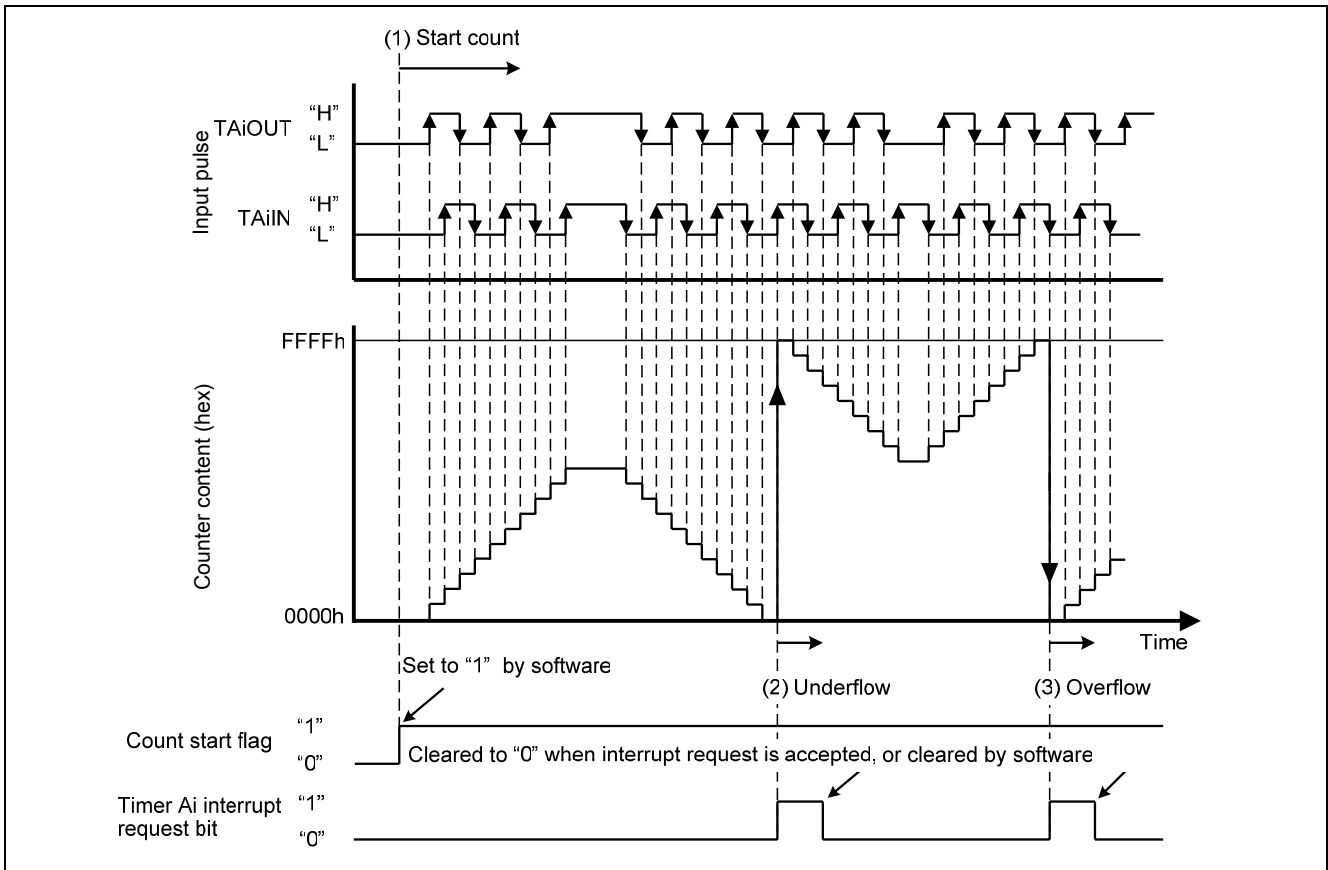 (1) Start count
Input pulse
TAiOUT
“H”
“L”
TAiIN
“H”
“L”
Counter content (hex)
FFFFh
0000h
Time
Set to “1” by software
(2) Underflow
(3) Overflow
Count start flag
“1”
“0”
Cleared to “0” when interrupt request is accepted, or cleared by software
Timer Ai interrupt
request bit
“1”
“0”